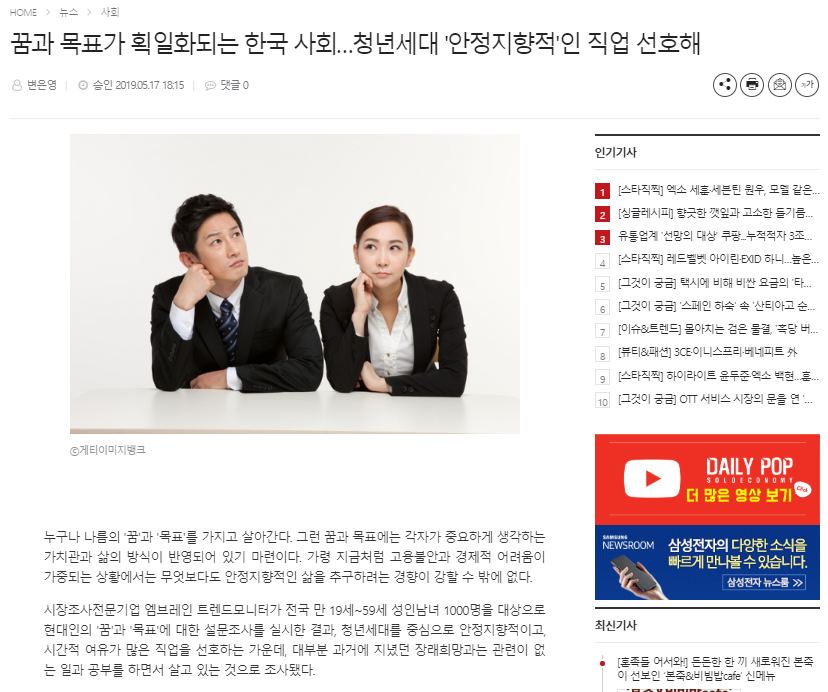 HOME > 뉴스 > 사회
꿈과 목표가 획일화되는 한국 사회...청년세대 '안정지향적'인 직업 선호해
변은영 승인 2019.05.17 18:15 댓글 0
가가
ⓒ게티이미지뱅크
누구나 나름의 '꿈'과 '목표'를 가지고 살아간다. 그런 꿈과 목표에는 각자가 중요하게 생각하는
가치관과 삶의 방식이 반영되어 있기 마련이다. 가령 지금처럼 고용불안과 경제적 어려움이
가중되는 상황에서는 무엇보다도 안정지향적인 삶을 추구하려는 경향이 강할 수 밖에 없다.
시장조사전문기업 엠브레인 트렌드모니터가 전국 만 19세~59세 성인남녀 1000명을 대상으로
현대인의 '꿈'과 '목표'에 대한 설문조사를 실시한 결과, 청년세대를 중심으로 안정지향적이고,
시간적 여유가 많은 직업을 선호하는 가운데, 대부분 과거에 지녔던 장래희망과는 관련이 없
는 일과 공부를 하면서 살고 있는 것으로 조사됐다.
인기기사
1 [스타직찍] 엑소 세훈·세븐틴 원우, 모델 같은...
2 [싱글레시피] 향긋한 깻잎과 고소한 들기름...
3 유통업계 '선망의 대상' 쿠팡...누적적자 3조...
4 [스타직찍] 레드벨벳 아이린·EXID 하니...높은...
5 [그것이 궁금] 택시에 비해 비싼 요금의 '타...
6 [그것이 궁금] '스페인 하숙' 속 '산티아고 순...
7 [이슈&트렌드] 몰아치는 검은 물결, '흑당 버...
8 [뷰티&패션] 3CE·이니스프리·베네피트 外
9 [스타직찍] 하이라이트 윤두준·엑소 백현...훈...
10 [그것이 궁금] OTT 서비스 시장의 문을 연 '...
DAILY POP
SOLOECONOMY
더 많은 영상 보기
Click
SAMSUNG
NEWSROOM
삼성전자의 다양한 소식을
빠르게 만나볼 수 있습니다.
삼성전자 뉴스룸 >>
최신기사
[혼족들 어서와!] 든든한 한 끼 새로워진 본죽
이 선보인 '본죽&비빔밥cafe' 신메뉴